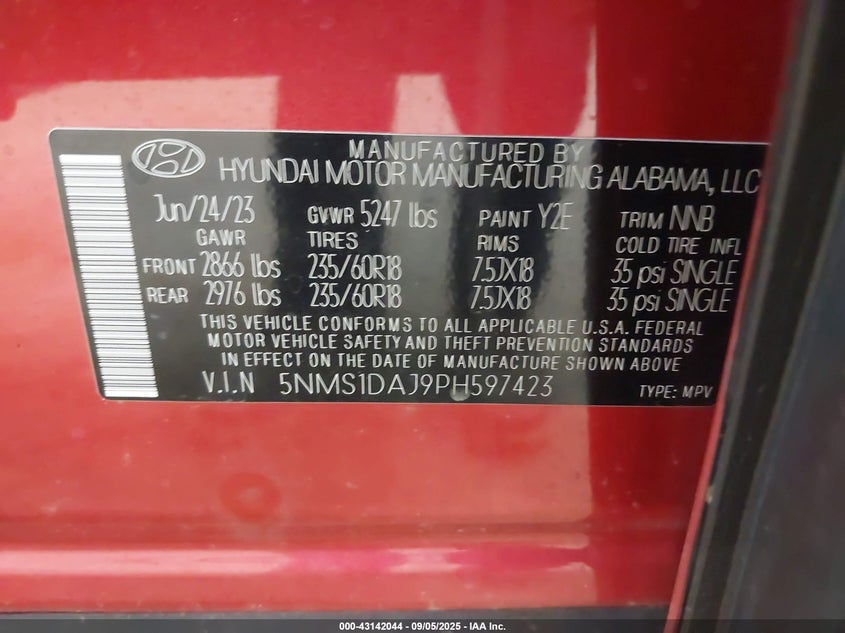 MANUFACTURED BY
HYUNDAI MOTOR MANUFACTURING ALABAMA, LLC
Jun/24/23 GVWR 5247 lbs PAINT Y2E TRIM NNB
GAWR TIRES RIMS COLD TIRE INFL
FRONT 2866 lbs 235/60R18 7.5JX18 35 psi SINGLE
REAR 2976 lbs 235/60R18 7.5JX18 35 psi SINGLE
THIS VEHICLE CONFORMS TO ALL APPLICABLE U.S.A. FEDERAL
MOTOR VEHICLE SAFETY AND THEFT PREVENTION STANDARDS
IN EFFECT ON THE DATE OF MANUFACTURE SHOWN ABOVE
V.I.N 5NMS1DAJ9PH597423 TYPE: MPV
000-43142044 - 09/05/2025 - IAA Inc.